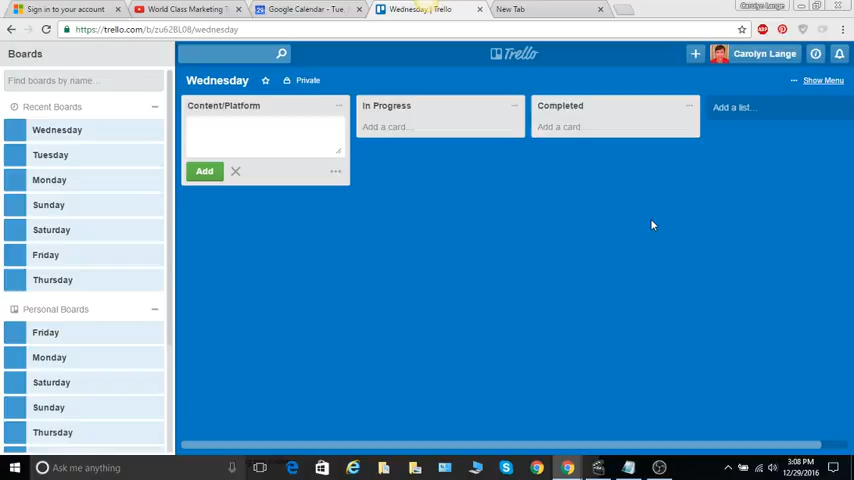 Sign in to your account
World Class Marketing T
Google Calendar - Tue,
Wednesday | Trello
New Tab
Carolyn Lange
https://trello.com/b/zu62BL08/wednesday
Boards
Trello
Carolyn Lange
Find boards by name...
Wednesday
Private
Show Menu
Recent Boards
Content/Platform
In Progress
Completed
Add a list...
Add a card...
Add a card...
Wednesday
Tuesday
Add
Monday
Sunday
Saturday
Friday
Thursday
Personal Boards
Friday
Monday
Saturday
Sunday
Thursday
Ask me anything
3:08 PM
12/29/2016